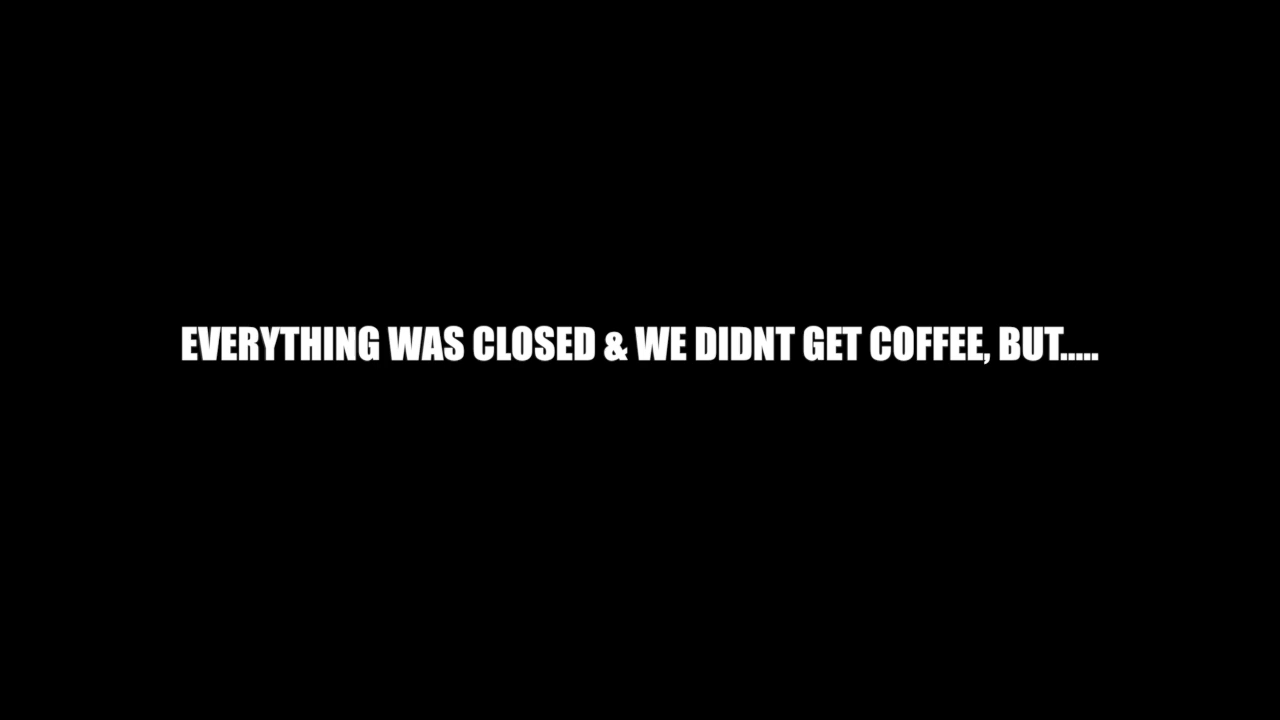 EVERYTHING WAS CLOSED & WE DIDNT GET COFFEE, BUT.....